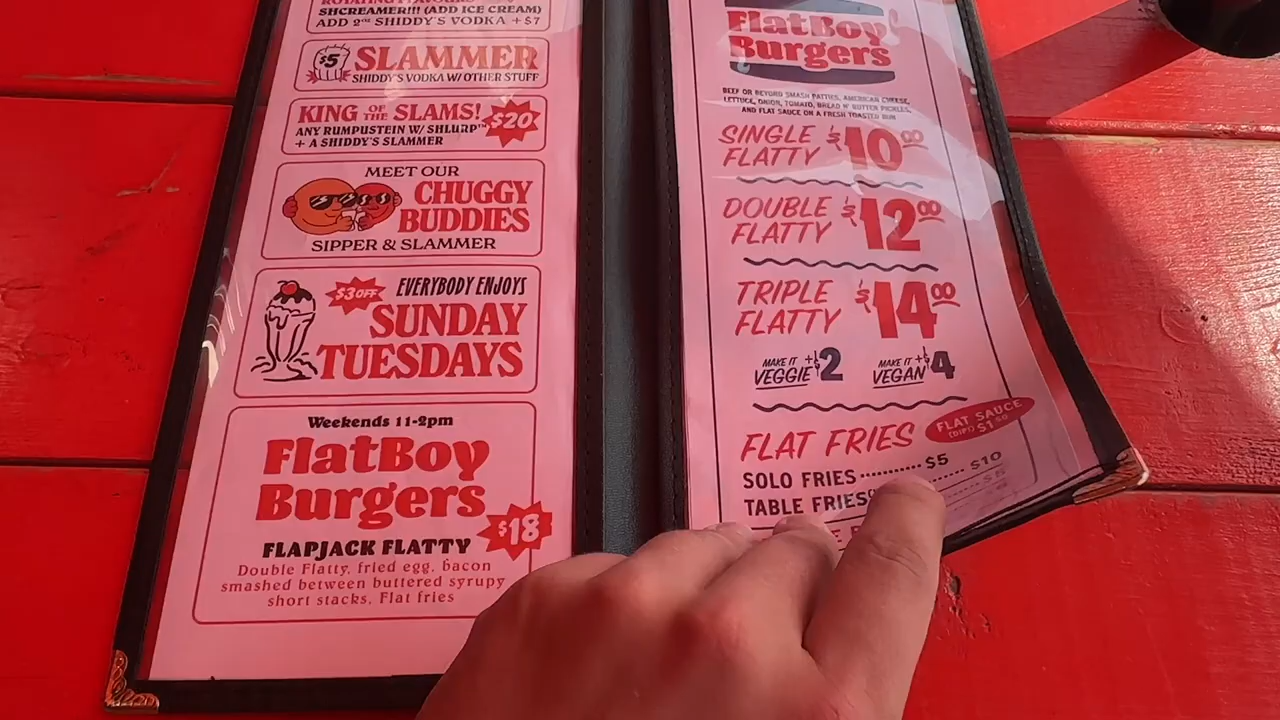 SHCREAMER!!! (ADD ICE CREAM)
ADD 2ND SHIDDY'S VODKA +$7
$5 SLAMMER
SHIDDY'S VODKA W/ OTHER STUFF
KING OF THE SLAMS!
$20
ANY RUMPUSTEIN W/ SHLURP™
+ A SHIDDY'S SLAMMER
MEET OUR
CHUGGY
BUDDIES
SIPPER & SLAMMER
$3 OFF
EVERYBODY ENJOYS
SUNDAY
TUESDAYS
Weekends 11-2pm
FlatBoy
Burgers
$18
FLAPJACK FLATTY
Double Flatty, fried egg, bacon
smashed between buttered syrupy
short stacks, Flat fries
FlatBoy
Burgers
BEEF OR BEYOND SMASH PATTIES, AMERICAN CHEESE,
LETTUCE, ONION, TOMATO, BREAD N' BUTTER PICKLES,
AND FLAT SAUCE ON A FRESH TOASTED BUN
SINGLE
FLATTY
$10.00
DOUBLE
FLATTY
$12.00
TRIPLE
FLATTY
$14.00
MAKE IT
VEGGIE +$2
MAKE IT
VEGAN +$4
FLAT FRIES
FLAT SAUCE
(DIP!) $1.50
SOLO FRIES ·········· $5
TABLE FRIES $10